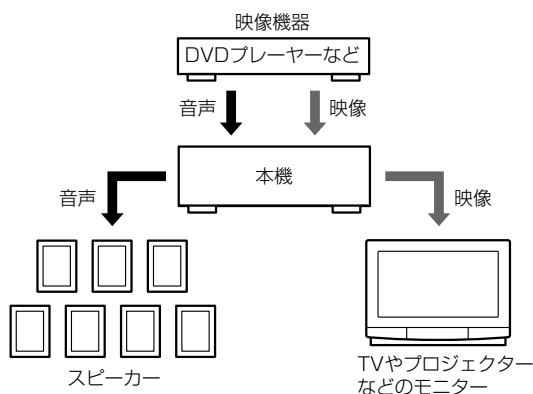 映像機器
DVDプレーヤーなど
音声
映像
本機
音声
映像
スピーカー
TVやプロジェクター
などのモニター